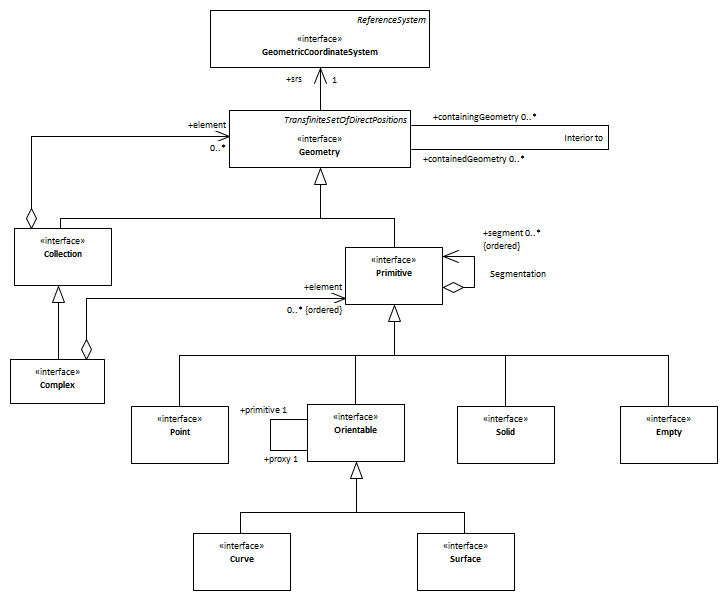 ReferenceSystem
«interface»
GeometricCoordinateSystem
+srs
1
TransfiniteSetOfDirectPositions
«interface»
Geometry
+containingGeometry 0..*
Interior to
+containedGeometry 0..*
+element
0..*
«interface»
Collection
+segment 0..*
{ordered}
Segmentation
«interface»
Primitive
+element
0..* {ordered}
«interface»
Complex
«interface»
Point
+primitive 1
+proxy 1
«interface»
Orientable
«interface»
Solid
«interface»
Empty
«interface»
Curve
«interface»
Surface